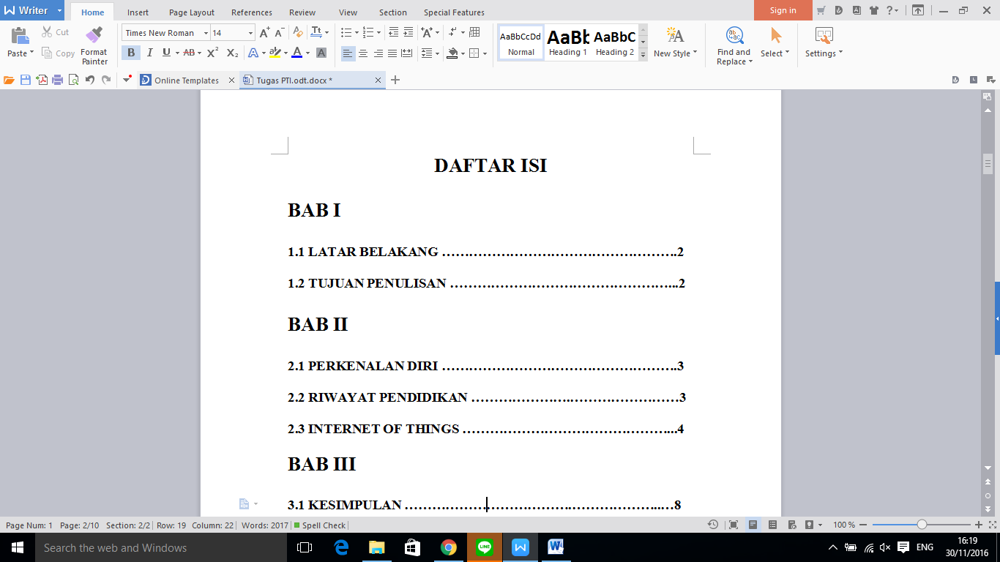 Writer Home Insert Page Layout References Review View Section Special Features Sign in
Cut Times New Roman 14 AaBbCcDd AaBb AaBbC
Paste Copy Format Painter B I U AB X² X₂ A A A Normal Heading 1 Heading 2 New Style Find and Replace Select Settings
Online Templates Tugas PTI.odt.docx *
DAFTAR ISI
BAB I
1.1 LATAR BELAKANG …………………………………………….2
1.2 TUJUAN PENULISAN …………………………………………...2
BAB II
2.1 PERKENALAN DIRI …………………………………………….3
2.2 RIWAYAT PENDIDIKAN ………………….……………………3
2.3 INTERNET OF THINGS ………………………………………...4
BAB III
3.1 KESIMPULAN ………………………………………………...…8
Page Num: 1 Page: 2/10 Section: 2/2 Row: 19 Column: 22 Words: 2017 Spell Check 100 %
Search the web and Windows LINE ENG 16:19
30/11/2016